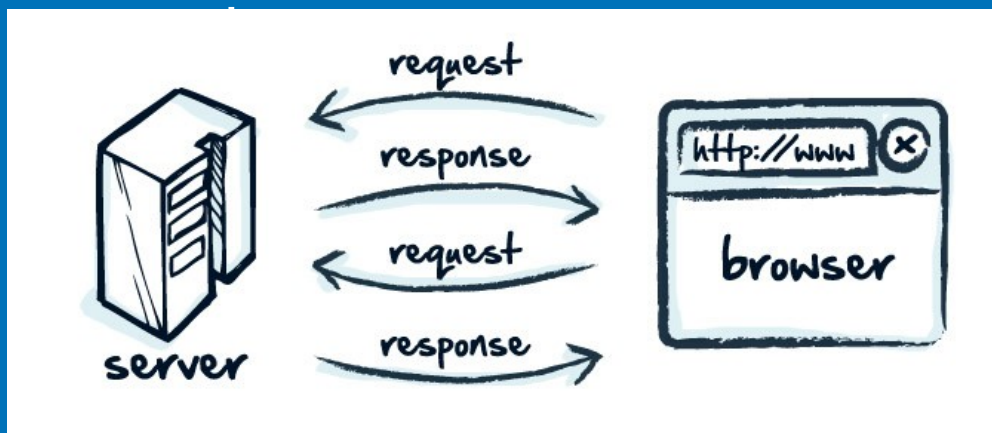 request
response
request
response
server
http://www
browser